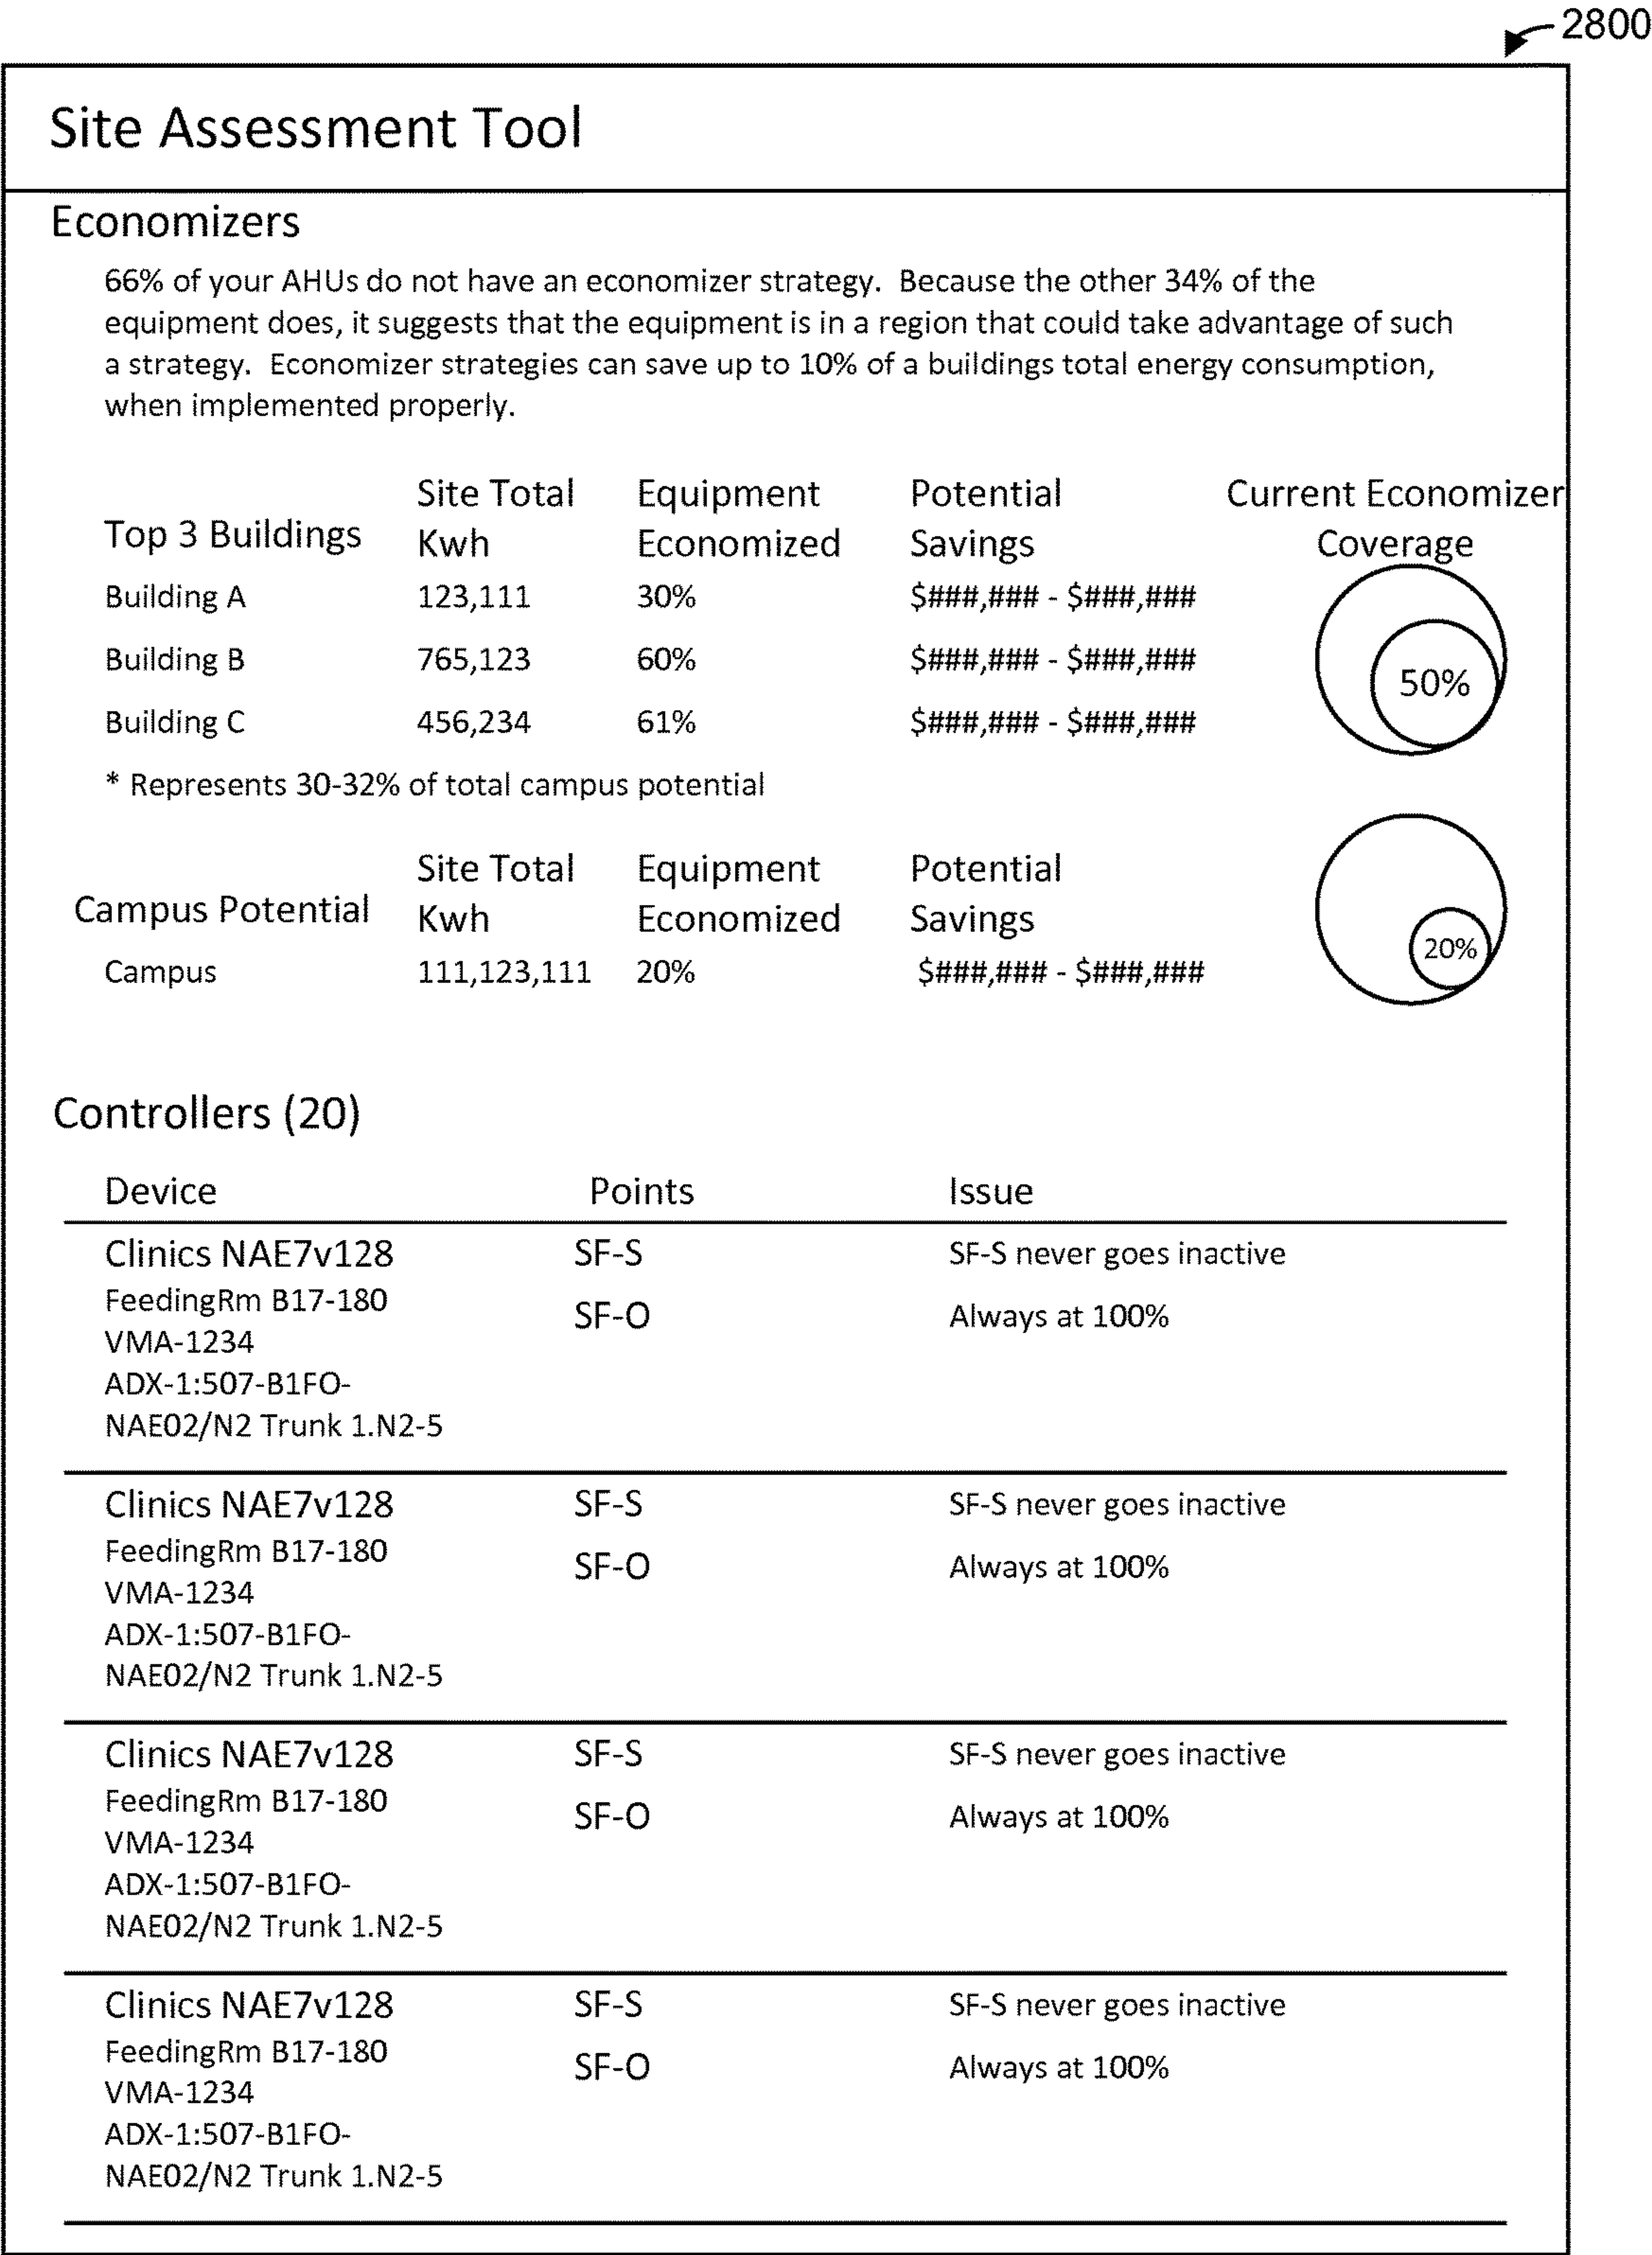 2800
Site Assessment Tool
Economizers
66% of your AHUs do not have an economizer strategy. Because the other 34% of the
equipment does, it suggests that the equipment is in a region that could take advantage of such
a strategy. Economizer strategies can save up to 10% of a buildings total energy consumption,
when implemented properly.
Top 3 Buildings Site Total Kwh Equipment Economized Potential Savings Current Economizer Coverage
Building A 123,111 30% $###,### - $###,###
Building B 765,123 60% $###,### - $###,###
50%
Building C 456,234 61% $###,### - $###,###
* Represents 30-32% of total campus potential
Campus Potential Site Total Kwh Equipment Economized Potential Savings
20%
Campus 111,123,111 20% $###,### - $###,###
Controllers (20)
Device Points Issue
Clinics NAE7v128 SF-S SF-S never goes inactive
FeedingRm B17-180 SF-O Always at 100%
VMA-1234
ADX-1:507-B1FO-
NAE02/N2 Trunk 1.N2-5
Clinics NAE7v128 SF-S SF-S never goes inactive
FeedingRm B17-180 SF-O Always at 100%
VMA-1234
ADX-1:507-B1FO-
NAE02/N2 Trunk 1.N2-5
Clinics NAE7v128 SF-S SF-S never goes inactive
FeedingRm B17-180 SF-O Always at 100%
VMA-1234
ADX-1:507-B1FO-
NAE02/N2 Trunk 1.N2-5
Clinics NAE7v128 SF-S SF-S never goes inactive
FeedingRm B17-180 SF-O Always at 100%
VMA-1234
ADX-1:507-B1FO-
NAE02/N2 Trunk 1.N2-5